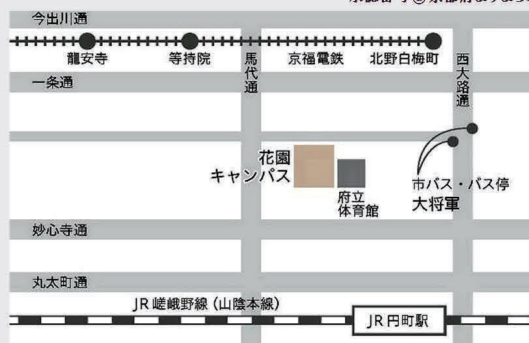 今出川通
龍安寺
等持院
馬代通
京福電鉄
北野白梅町
西大路通
一条通
花園
キャンパス
府立
体育館
市バス・バス停
大将軍
妙心寺通
丸太町通
JR嵯峨野線（山陰本線）
JR円町駅